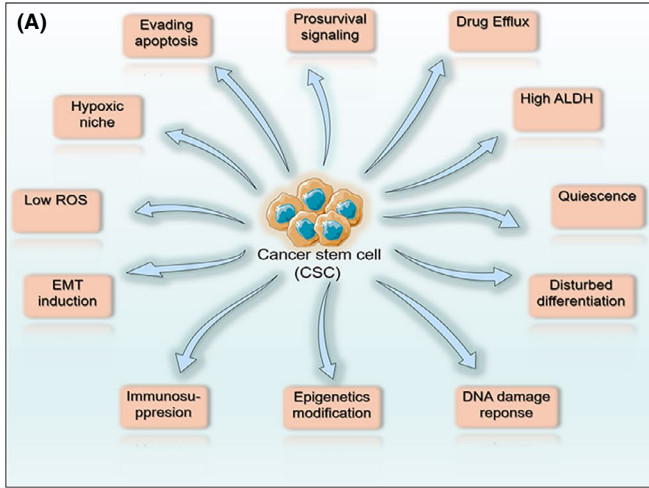 (A)
Evading
apoptosis
Prosurvival
signaling
Drug Efflux
Hypoxic
niche
High ALDH
Low ROS
Quiescence
Cancer stem cell
(CSC)
EMT
induction
Disturbed
differentiation
Immunosu-
ppresion
Epigenetics
modification
DNA damage
reponse